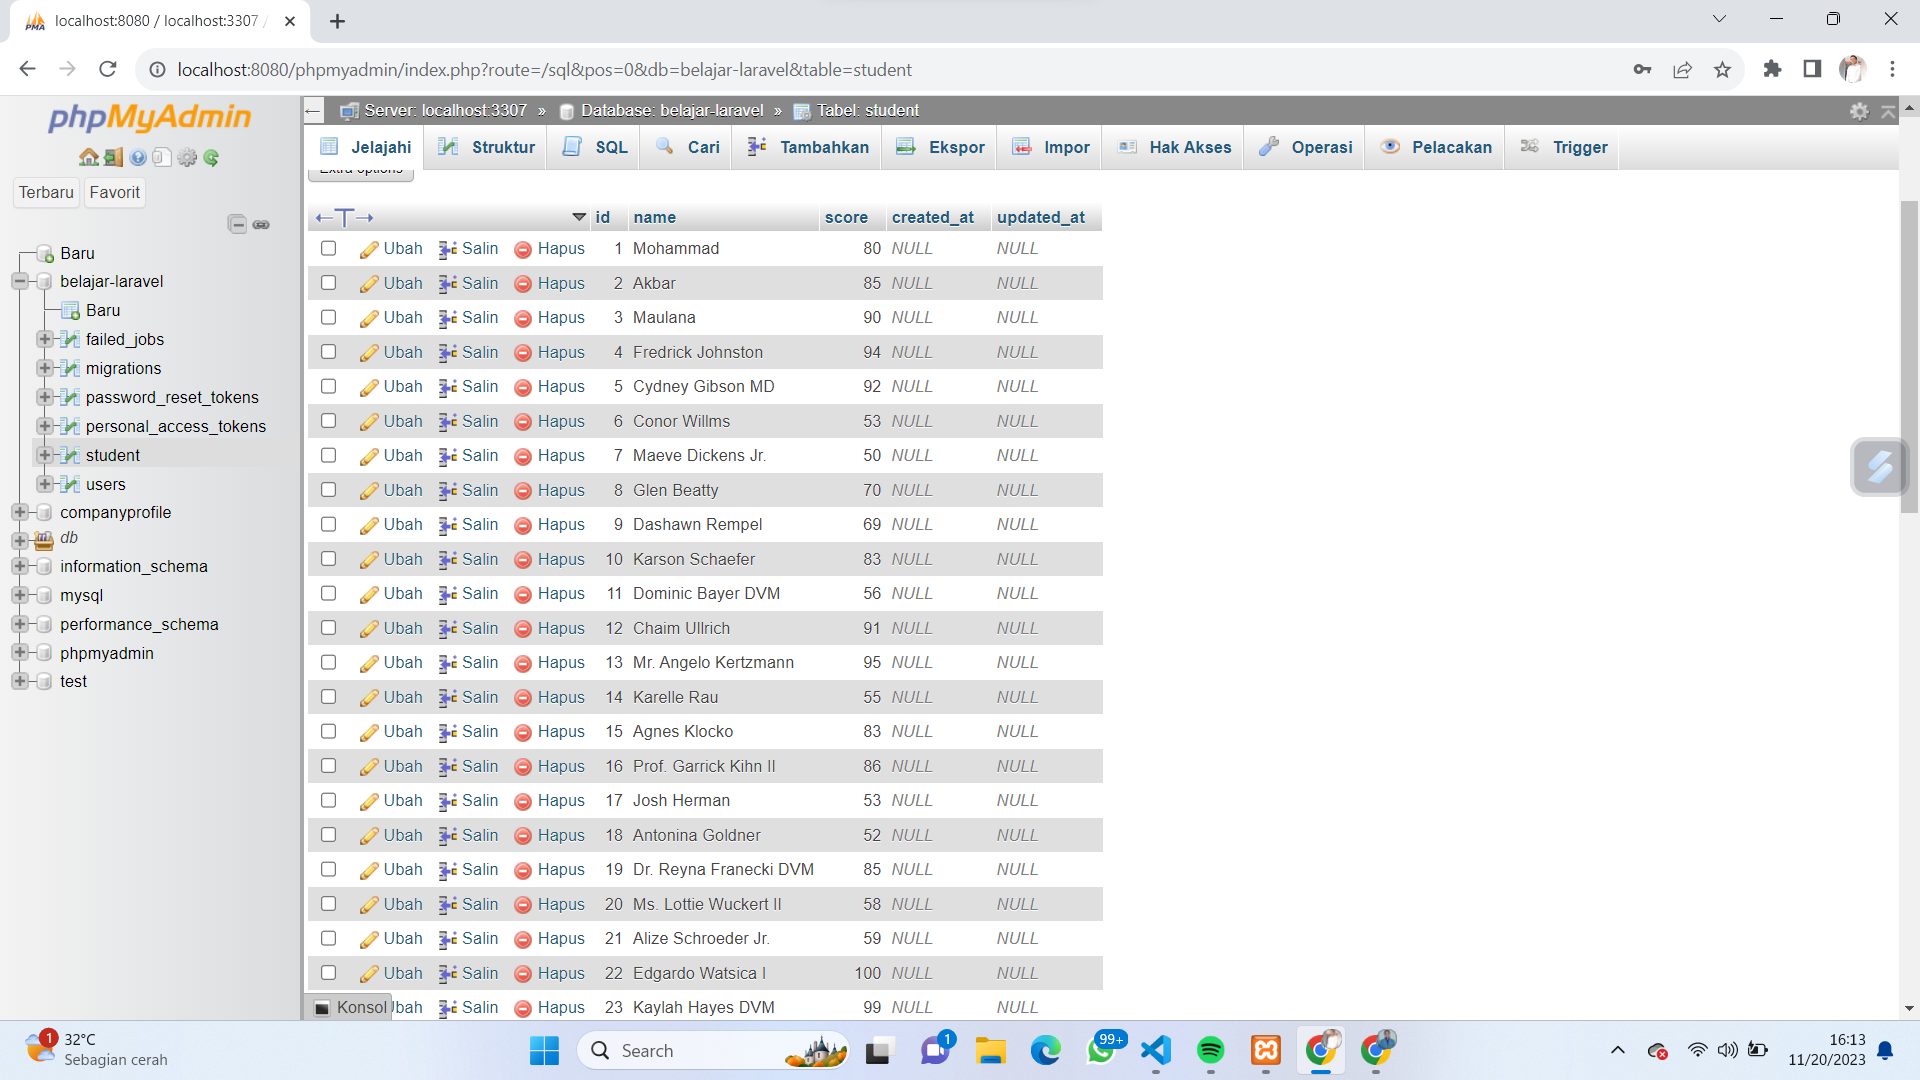 localhost:8080 / localhost:3307 /
localhost:8080/phpmyadmin/index.php?route=/sql&pos=0&db=belajar-laravel&table=student
phpMyAdmin
Terbaru Favorit
Baru
belajar-laravel
Baru
failed_jobs
migrations
password_reset_tokens
personal_access_tokens
student
users
companyprofile
db
information_schema
mysql
performance_schema
phpmyadmin
test
Server: localhost:3307 » Database: belajar-laravel » Tabel: student
Jelajahi Struktur SQL Cari Tambahkan Ekspor Impor Hak Akses Operasi Pelacakan Trigger
Extra options
←T→ id name score created_at updated_at
Ubah Salin Hapus 1 Mohammad 80 NULL NULL
Ubah Salin Hapus 2 Akbar 85 NULL NULL
Ubah Salin Hapus 3 Maulana 90 NULL NULL
Ubah Salin Hapus 4 Fredrick Johnston 94 NULL NULL
Ubah Salin Hapus 5 Cydney Gibson MD 92 NULL NULL
Ubah Salin Hapus 6 Conor Willms 53 NULL NULL
Ubah Salin Hapus 7 Maeve Dickens Jr. 50 NULL NULL
Ubah Salin Hapus 8 Glen Beatty 70 NULL NULL
Ubah Salin Hapus 9 Dashawn Rempel 69 NULL NULL
Ubah Salin Hapus 10 Karson Schaefer 83 NULL NULL
Ubah Salin Hapus 11 Dominic Bayer DVM 56 NULL NULL
Ubah Salin Hapus 12 Chaim Ullrich 91 NULL NULL
Ubah Salin Hapus 13 Mr. Angelo Kertzmann 95 NULL NULL
Ubah Salin Hapus 14 Karelle Rau 55 NULL NULL
Ubah Salin Hapus 15 Agnes Klocko 83 NULL NULL
Ubah Salin Hapus 16 Prof. Garrick Kihn II 86 NULL NULL
Ubah Salin Hapus 17 Josh Herman 53 NULL NULL
Ubah Salin Hapus 18 Antonina Goldner 52 NULL NULL
Ubah Salin Hapus 19 Dr. Reyna Franecki DVM 85 NULL NULL
Ubah Salin Hapus 20 Ms. Lottie Wuckert II 58 NULL NULL
Ubah Salin Hapus 21 Alize Schroeder Jr. 59 NULL NULL
Ubah Salin Hapus 22 Edgardo Watsica I 100 NULL NULL
Konsol Ubah Salin Hapus 23 Kaylah Hayes DVM 99 NULL NULL
1
32°C
Sebagian cerah
Search
1
99+
16:13
11/20/2023